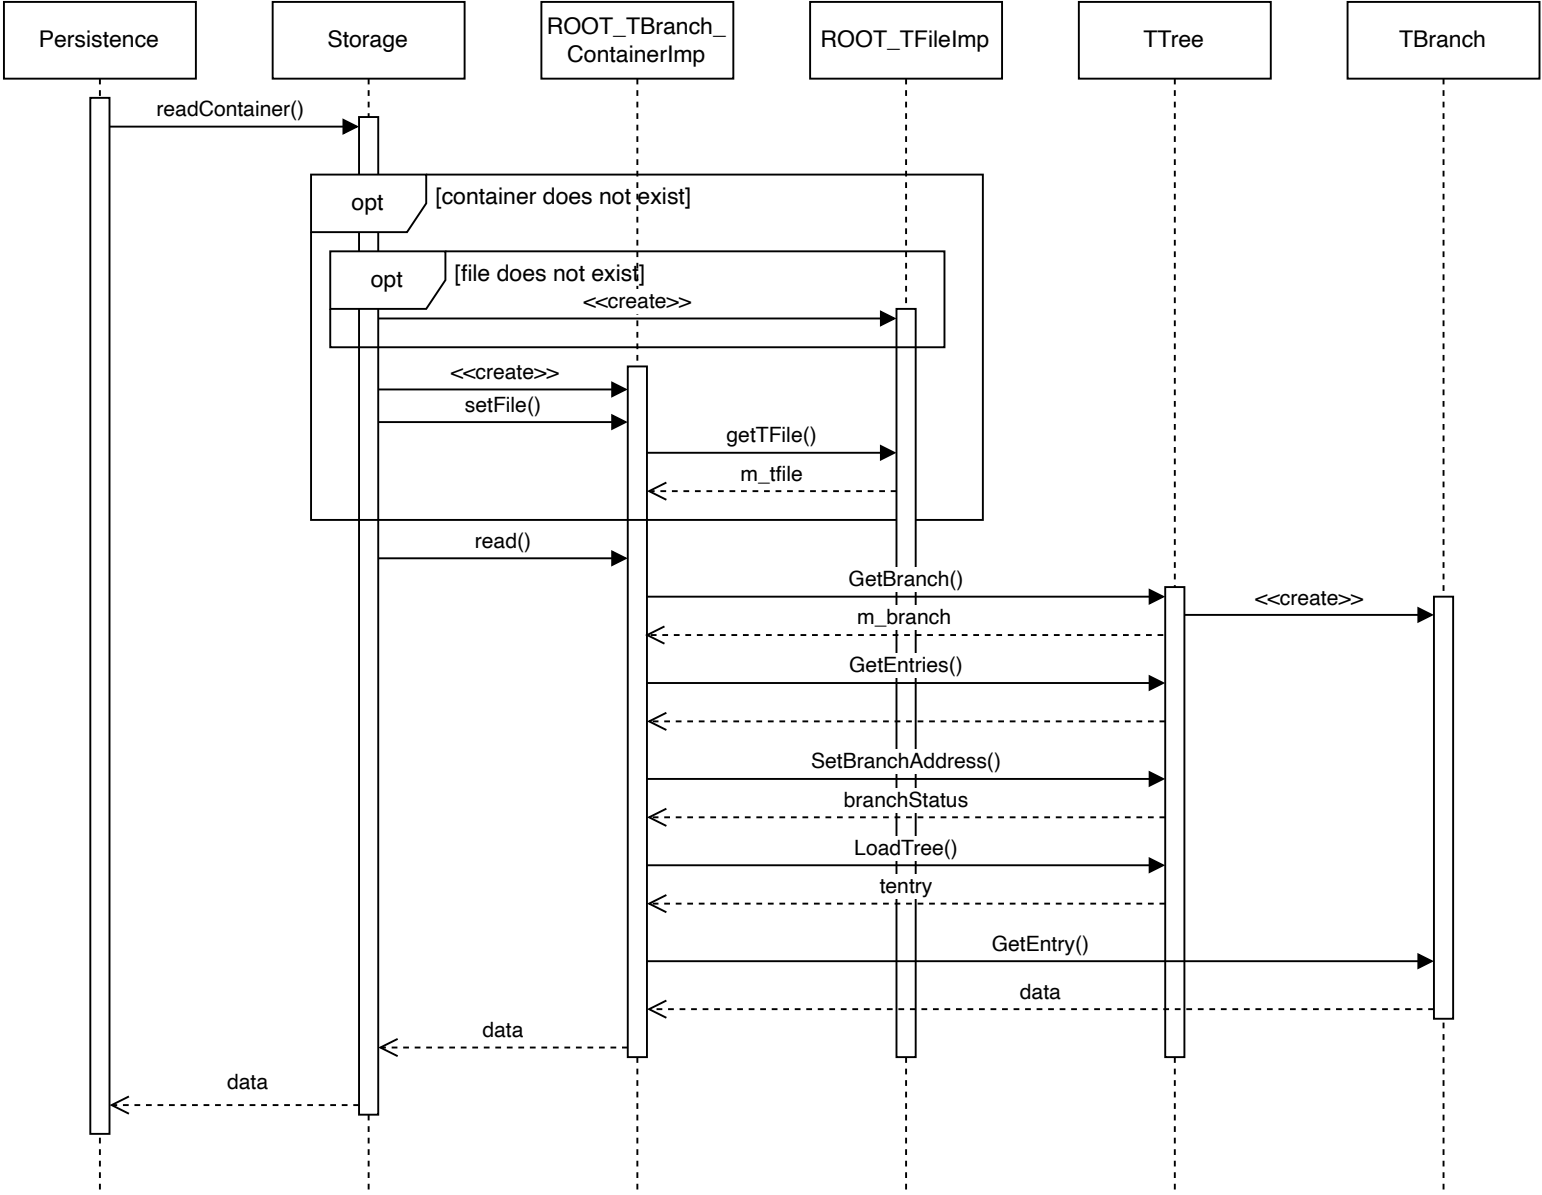 Persistence
Storage
ROOT_TBranch_
ContainerImp
ROOT_TFileImp
TTree
TBranch
readContainer()
opt
[container does not exist]
opt
[file does not exist]
<<create>>
<<create>>
setFile()
getTFile()
m_tfile
read()
GetBranch()
<<create>>
m_branch
GetEntries()
SetBranchAddress()
branchStatus
LoadTree()
tentry
GetEntry()
data
data
data